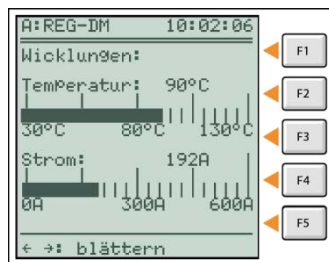 A:REG-DM 10:02:06
Wicklungen:
Temperatur: 90°C
30°C 80°C 130°C
Strom: 192A
0A 300A 600A
← →: blättern
F1
F2
F3
F4
F5